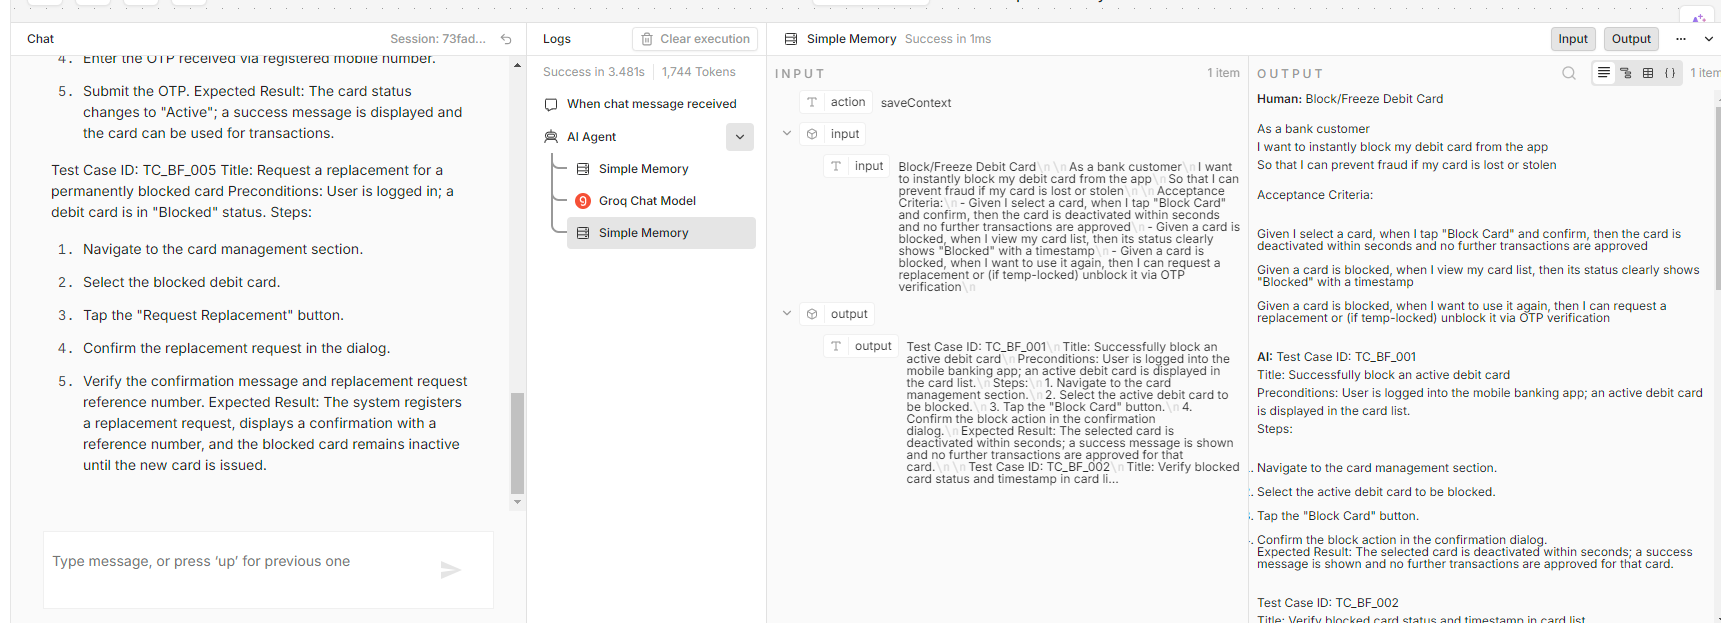 Chat
Session: 73fad...
4. Enter the OTP received via registered mobile number.
5. Submit the OTP. Expected Result: The card status
changes to "Active"; a success message is displayed and
the card can be used for transactions.
Test Case ID: TC_BF_005 Title: Request a replacement for a
permanently blocked card Preconditions: User is logged in; a
debit card is in "Blocked" status. Steps:
1. Navigate to the card management section.
2. Select the blocked debit card.
3. Tap the "Request Replacement" button.
4. Confirm the replacement request in the dialog.
5. Verify the confirmation message and replacement request
reference number. Expected Result: The system registers
a replacement request, displays a confirmation with a
reference number, and the blocked card remains inactive
until the new card is issued.
Type message, or press ‘up’ for previous one
Logs
Clear execution
Success in 3.481s
1,744 Tokens
When chat message received
AI Agent
Simple Memory
Groq Chat Model
Simple Memory
Simple Memory
Success in 1ms
Input
Output
INPUT
1 item
T action saveContext
input
T input
Block/Freeze Debit Card\n \n As a bank customer\n I want
to instantly block my debit card from the app\n So that I can
prevent fraud if my card is lost or stolen\n \n Acceptance
Criteria:\n - Given I select a card, when I tap "Block Card"
and confirm, then the card is deactivated within seconds
and no further transactions are approved\n - Given a card is
blocked, when I view my card list, then its status clearly
shows "Blocked" with a timestamp\n - Given a card is
blocked, when I want to use it again, then I can request a
replacement or (if temp-locked) unblock it via OTP
verification\n
output
T output
Test Case ID: TC_BF_001\n Title: Successfully block an
active debit card\n Preconditions: User is logged into the
mobile banking app; an active debit card is displayed in
the card list.\n Steps:\n 1. Navigate to the card
management section.\n 2. Select the active debit card to
be blocked.\n 3. Tap the "Block Card" button.\n 4.
Confirm the block action in the confirmation
dialog.\n Expected Result: The selected card is
deactivated within seconds; a success message is shown
and no further transactions are approved for that
card.\n \n Test Case ID: TC_BF_002\n Title: Verify blocked
card status and timestamp in card li...
OUTPUT
1 item
Human: Block/Freeze Debit Card
As a bank customer
I want to instantly block my debit card from the app
So that I can prevent fraud if my card is lost or stolen
Acceptance Criteria:
Given I select a card, when I tap "Block Card" and confirm, then the card is
deactivated within seconds and no further transactions are approved
Given a card is blocked, when I view my card list, then its status clearly shows
"Blocked" with a timestamp
Given a card is blocked, when I want to use it again, then I can request a
replacement or (if temp-locked) unblock it via OTP verification
AI: Test Case ID: TC_BF_001
Title: Successfully block an active debit card
Preconditions: User is logged into the mobile banking app; an active debit card
is displayed in the card list.
Steps:
Navigate to the card management section.
Select the active debit card to be blocked.
Tap the "Block Card" button.
Confirm the block action in the confirmation dialog.
Expected Result: The selected card is deactivated within seconds; a success
message is shown and no further transactions are approved for that card.
Test Case ID: TC_BF_002
Title: Verify blocked card status and timestamp in card list